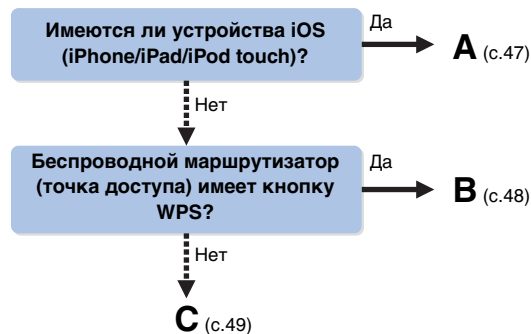 Имеются ли устройства iOS
(iPhone/iPad/iPod touch)?
Да
A (с.47)
Нет
Беспроводной маршрутизатор
(точка доступа) имеет кнопку
WPS?
Да
B (с.48)
Нет
C (с.49)